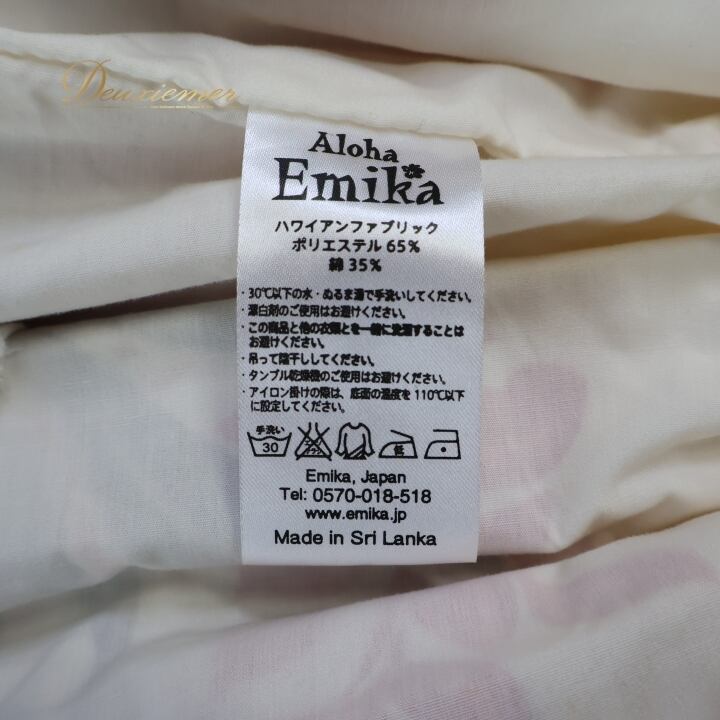 Deuxiemer
Aloha
Emika
ハワイアンファブリック
ポリエステル 65%
綿 35%
・30℃以下の水・ぬるま湯で手洗いしてください。
・漂白剤のご使用はお避けください。
・この商品と他の衣類とを一緒に洗濯することは
お避けください。
・吊って陰干ししてください。
・タンブル乾燥機のご使用はお避けください。
・アイロン掛けの際は、底面の温度を110℃以下
に設定してください。
手洗い
30
低
Emika, Japan
Tel: 0570-018-518
www.emika.jp
Made in Sri Lanka